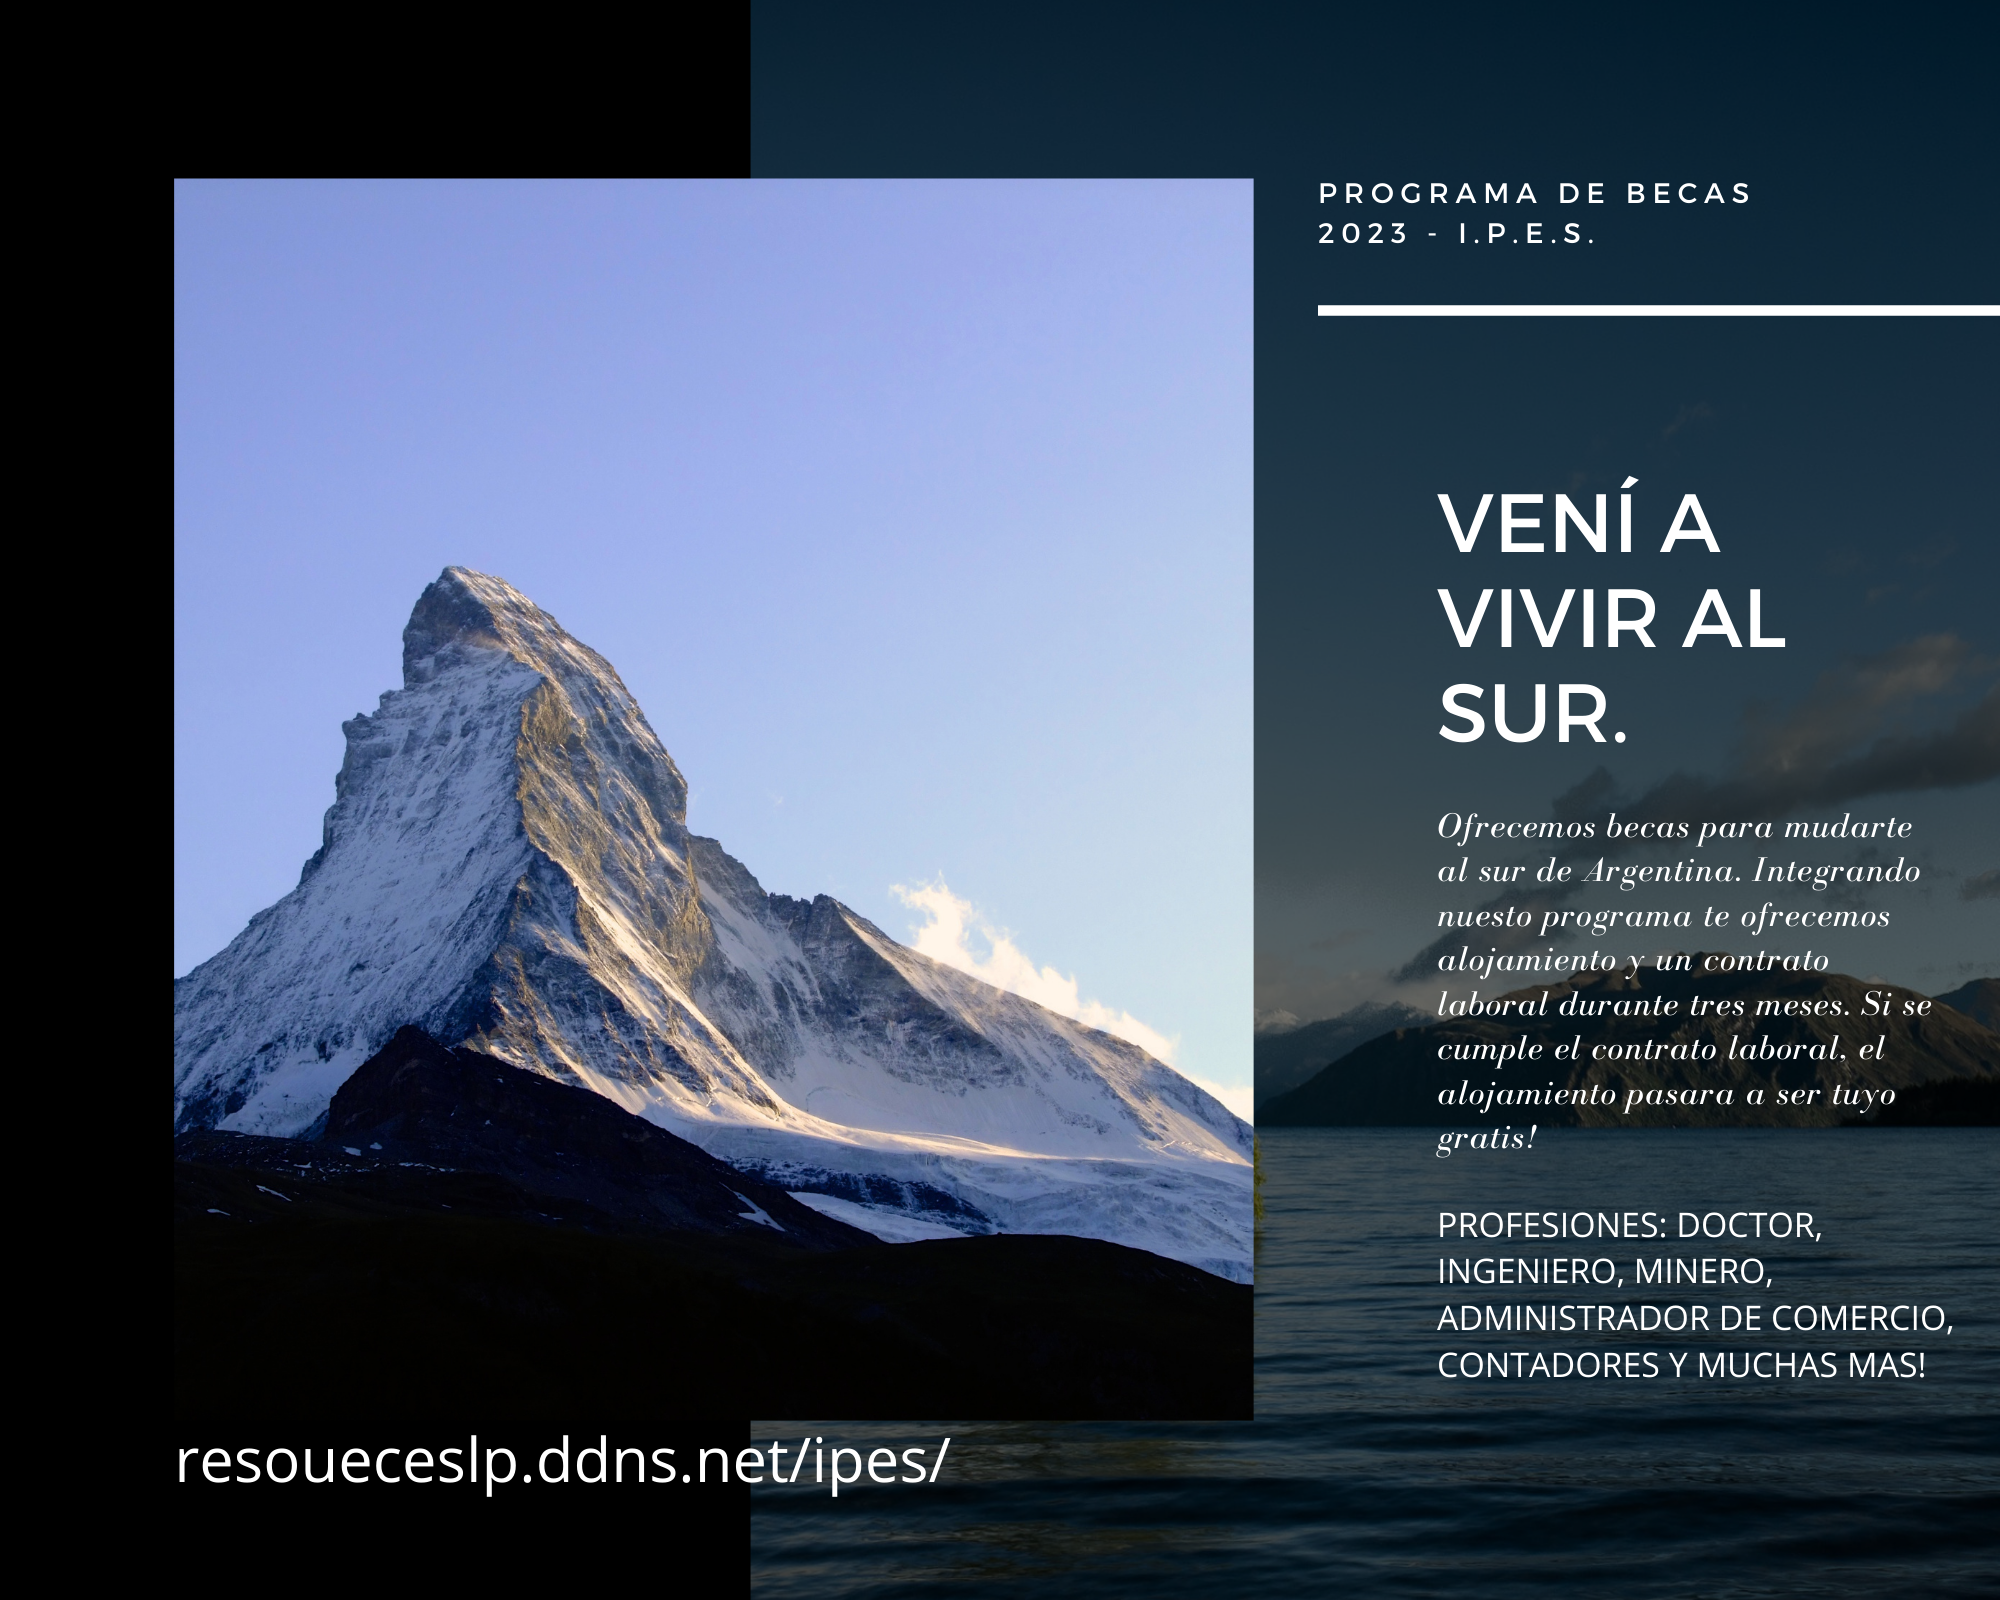 PROGRAMA DE BECAS
2023 - I.P.E.S.
VENÍ A
VIVIR AL
SUR.
Ofrecemos becas para mudarte
al sur de Argentina. Integrando
nuesto programa te ofrecemos
alojamiento y un contrato
laboral durante tres meses. Si se
cumple el contrato laboral, el
alojamiento pasara a ser tuyo
gratis!
PROFESIONES: DOCTOR,
INGENIERO, MINERO,
ADMINISTRADOR DE COMERCIO,
CONTADORES Y MUCHAS MAS!
resoueceslp.ddns.net/ipes/